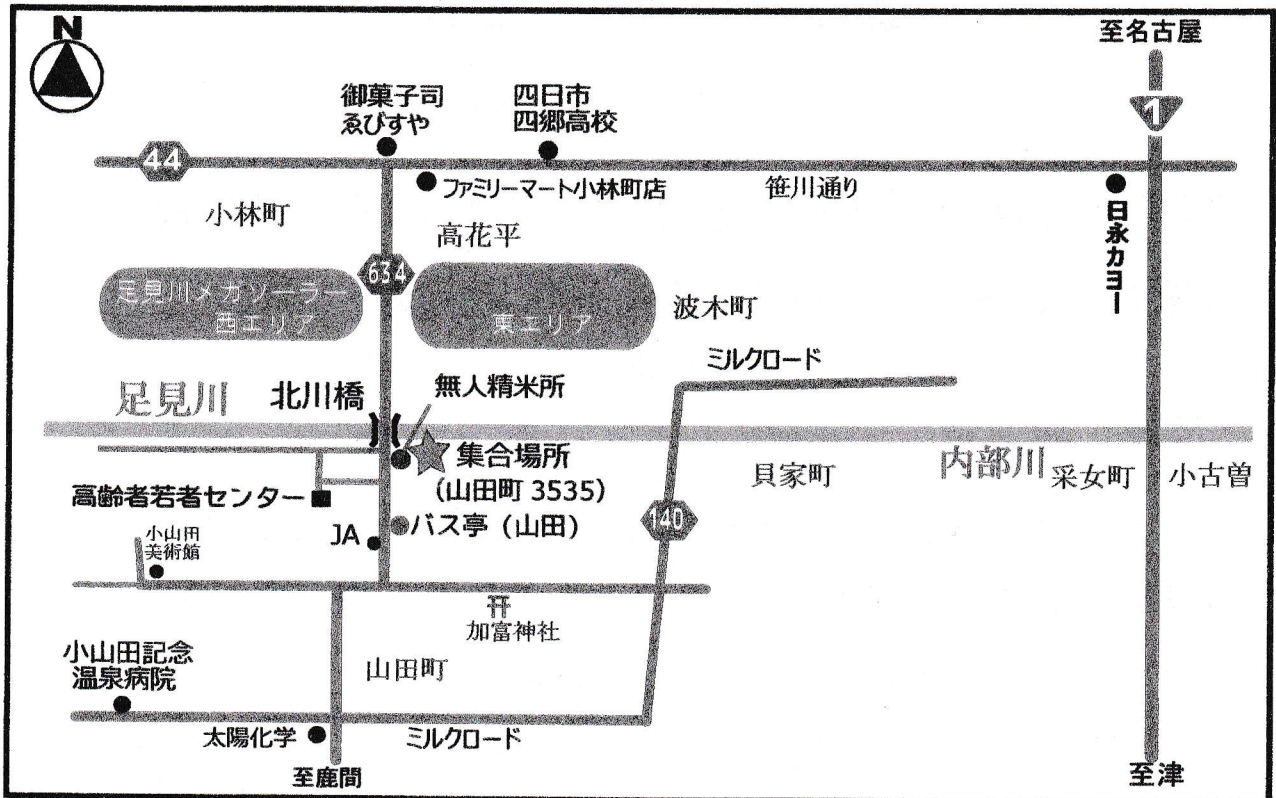 N
至名古屋
1
御菓子司
ゑびすや
四日市
四郷高校
44
ファミリーマート小林町店
笹川通り
日永カヨー
小林町
高花平
634
足見川メガソーラー
西エリア
東エリア
波木町
ミルクロード
足見川
北川橋
無人精米所
集合場所
(山田町 3535)
貝家町
内部川
采女町
小古曽
高齢者若者センター
バス亭 (山田)
140
JA
小山田
美術館
加富神社
小山田記念
温泉病院
山田町
太陽化学
ミルクロード
至鹿間
至津